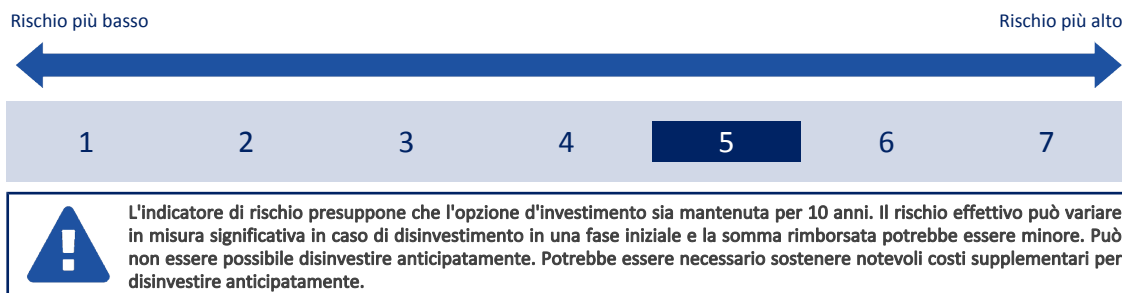 Rischio più basso Rischio più alto
1 2 3 4 5 6 7
L'indicatore di rischio presuppone che l'opzione d'investimento sia mantenuta per 10 anni. Il rischio effettivo può variare
in misura significativa in caso di disinvestimento in una fase iniziale e la somma rimborsata potrebbe essere minore. Può
non essere possibile disinvestire anticipatamente. Potrebbe essere necessario sostenere notevoli costi supplementari per
disinvestire anticipatamente.